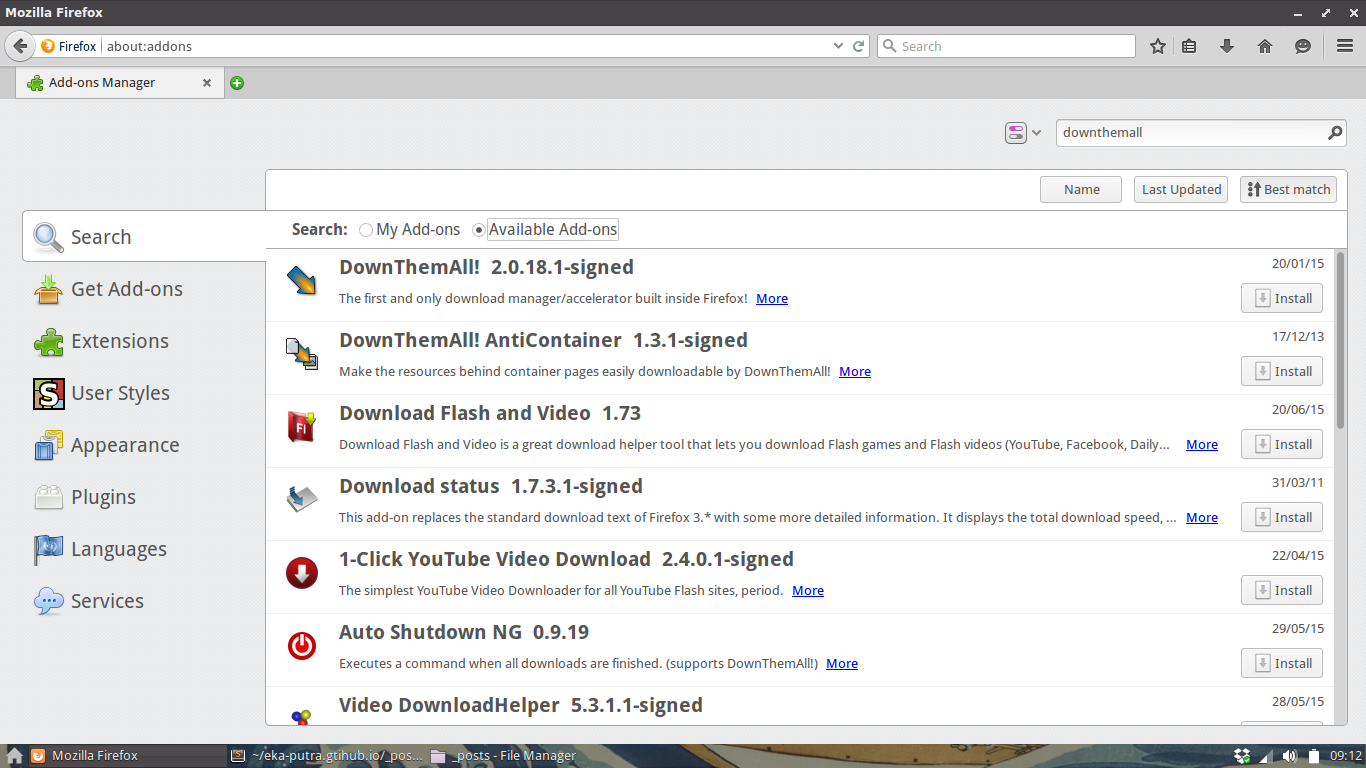 Mozilla Firefox
Firefox about:addons
Search
Add-ons Manager
downthemall
Name Last Updated Best match
Search: My Add-ons Available Add-ons
Search
Get Add-ons
Extensions
User Styles
Appearance
Plugins
Languages
Services
DownThemAll! 2.0.18.1-signed 20/01/15
The first and only download manager/accelerator built inside Firefox! More Install
DownThemAll! AntiContainer 1.3.1-signed 17/12/13
Make the resources behind container pages easily downloadable by DownThemAll! More Install
Download Flash and Video 1.73 20/06/15
Download Flash and Video is a great download helper tool that lets you download Flash games and Flash videos (YouTube, Facebook, Daily... More Install
Download status 1.7.3.1-signed 31/03/11
This add-on replaces the standard download text of Firefox 3.* with some more detailed information. It displays the total download speed, ... More Install
1-Click YouTube Video Download 2.4.0.1-signed 22/04/15
The simplest YouTube Video Downloader for all YouTube Flash sites, period. More Install
Auto Shutdown NG 0.9.19 29/05/15
Executes a command when all downloads are finished. (supports DownThemAll!) More Install
Video DownloadHelper 5.3.1.1-signed 28/05/15
Mozilla Firefox ~/eka-putra.gtihub.io/_pos... _posts - File Manager 09:12